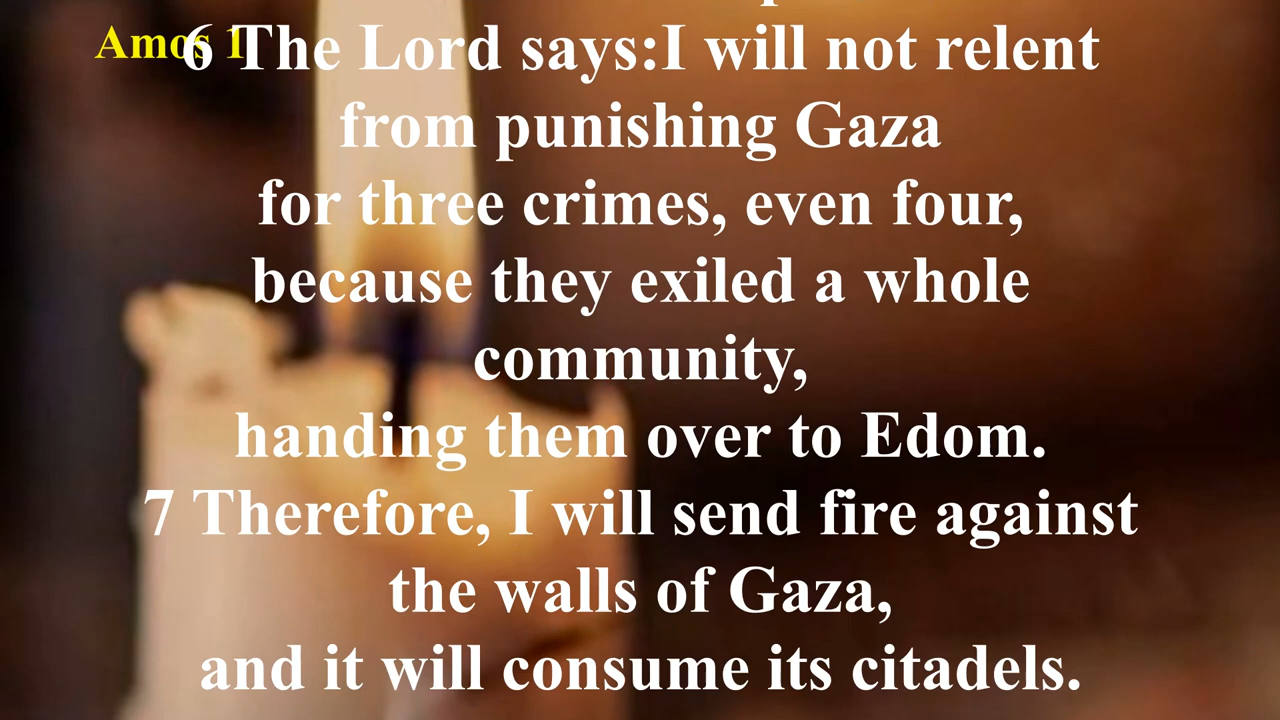 Amos 1
6 The Lord says:I will not relent
from punishing Gaza
for three crimes, even four,
because they exiled a whole
community,
handing them over to Edom.
7 Therefore, I will send fire against
the walls of Gaza,
and it will consume its citadels.